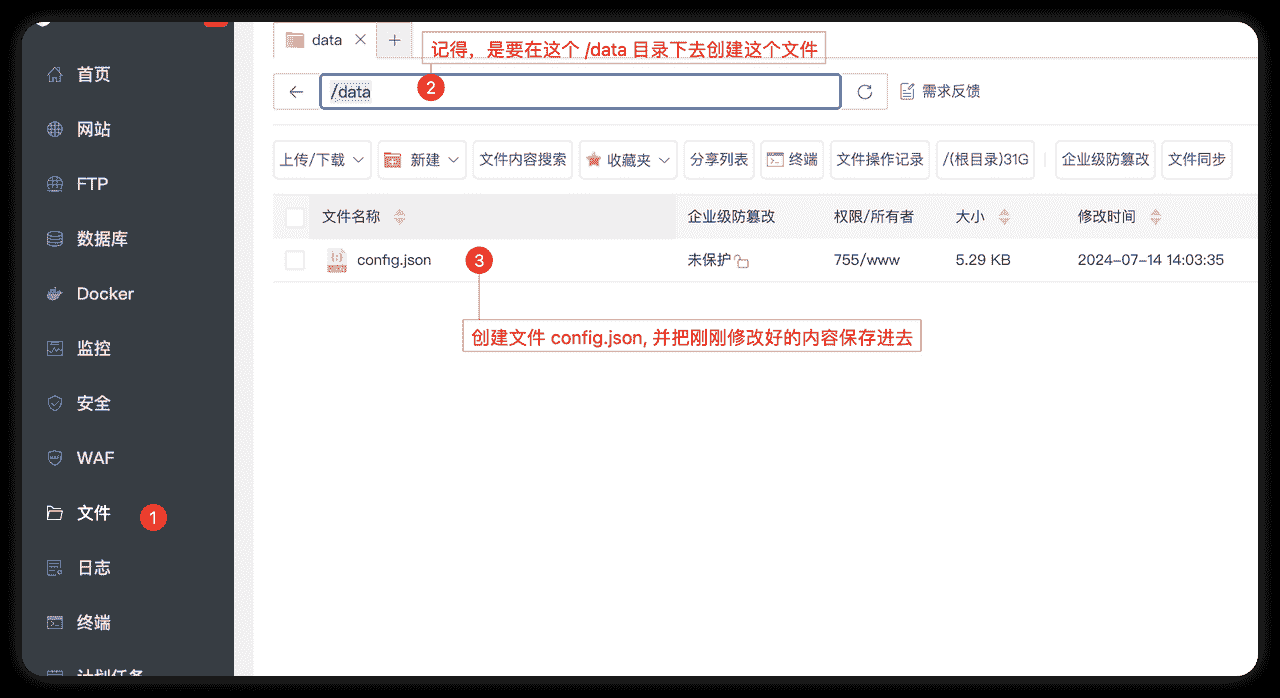 首页
网站
FTP
数据库
Docker
监控
安全
WAF
文件
1
日志
终端
计划任务
data
记得，是要在这个 /data 目录下去创建这个文件
/data
2
需求反馈
上传/下载 新建 文件内容搜索 收藏夹 分享列表 终端 文件操作记录 /(根目录)31G 企业级防篡改 文件同步
文件名称 企业级防篡改 权限/所有者 大小 修改时间
config.json 3 未保护 755/www 5.29 KB 2024-07-14 14:03:35
创建文件 config.json, 并把刚刚修改好的内容保存进去